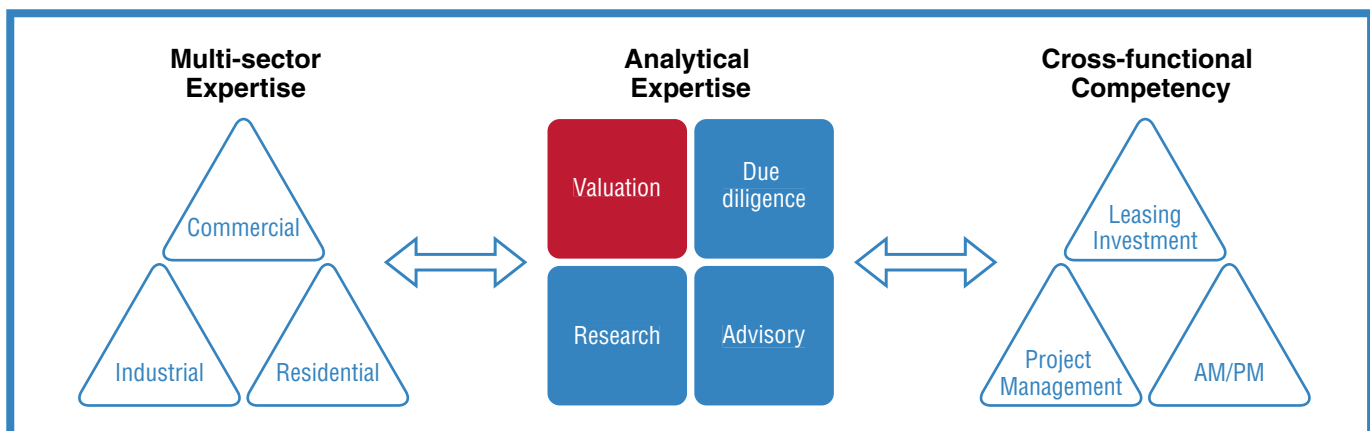 Multi-sector
Expertise
Commercial
Industrial
Residential
Analytical
Expertise
Valuation
Due
diligence
Research
Advisory
Cross-functional
Competency
Leasing
Investment
Project
Management
AM/PM